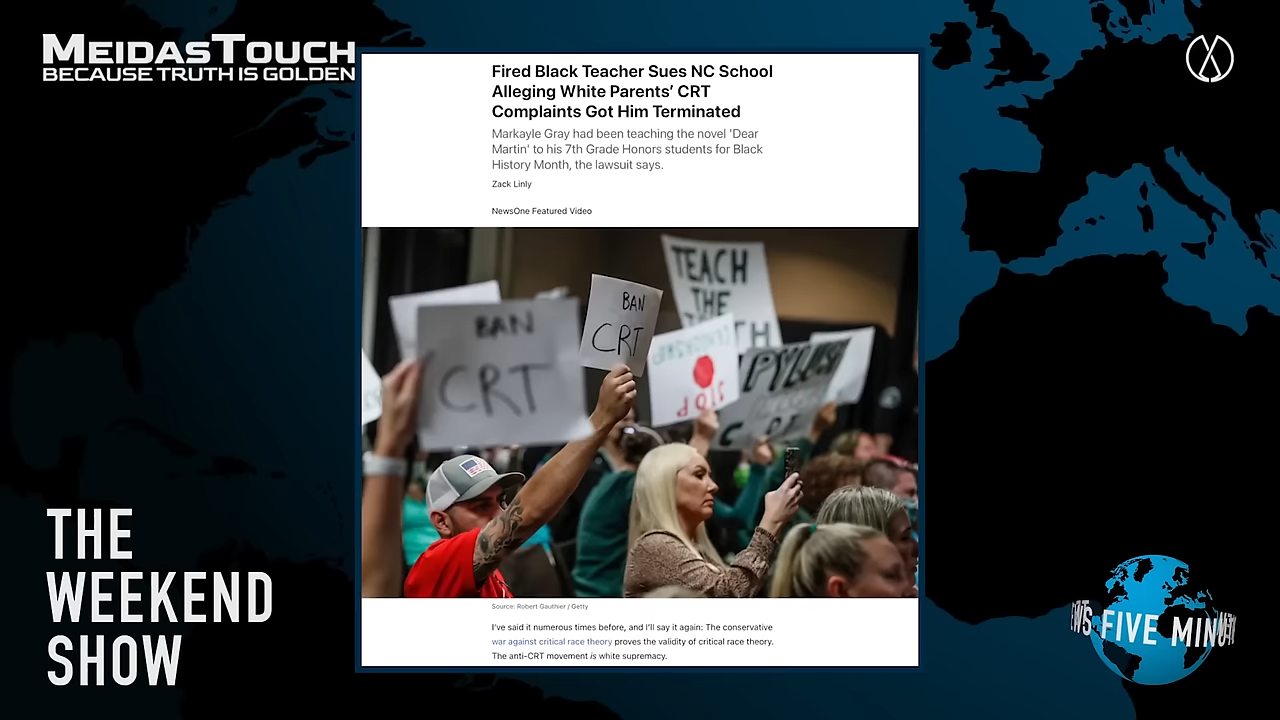 MEIDASTOUCH
BECAUSE TRUTH IS GOLDEN
Fired Black Teacher Sues NC School
Alleging White Parents’ CRT
Complaints Got Him Terminated
Markayle Gray had been teaching the novel 'Dear
Martin' to his 7th Grade Honors students for Black
History Month, the lawsuit says.
Zack Linly
NewsOne Featured Video
TEACH
THE
BAN
CRT
BAN
CRT
STOP
Source: Robert Gauthier / Getty
I’ve said it numerous times before, and I’ll say it again: The conservative
war against critical race theory proves the validity of critical race theory.
The anti-CRT movement is white supremacy.
THE
WEEKEND
SHOW
FIVE